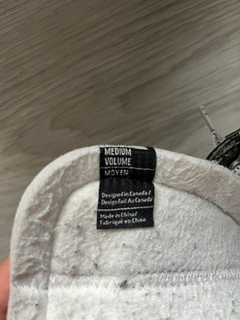 MEDIUM
VOLUME
MOYEN
Designed in Canada /
Design Fait Au Canada
Made in China /
Fabriqué en Chine